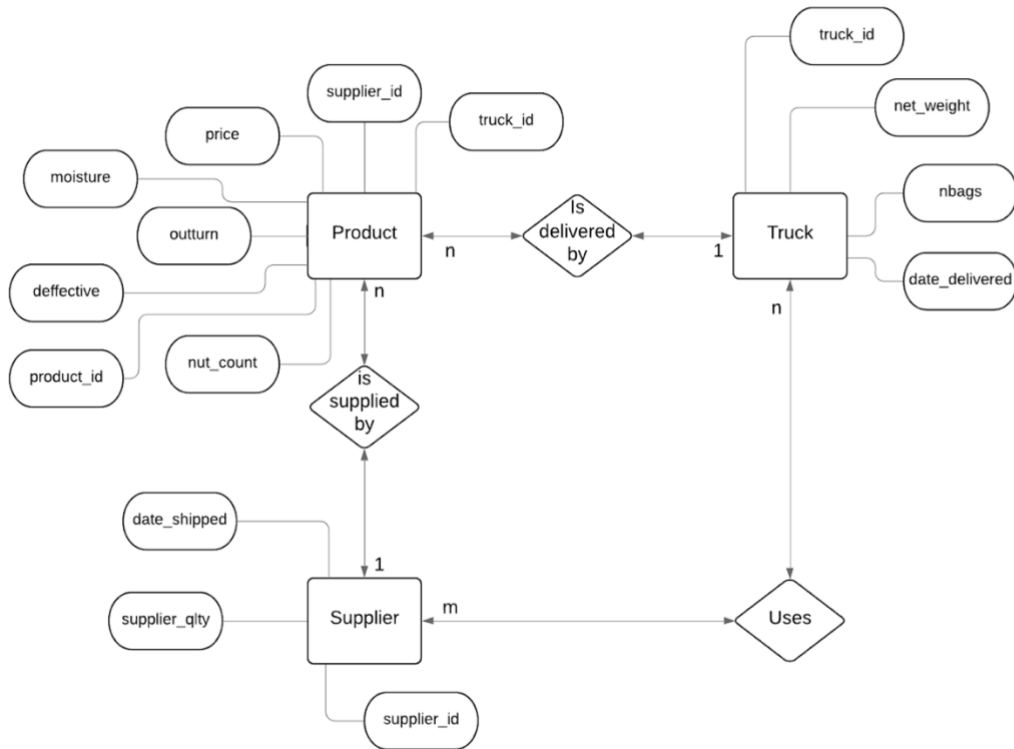 truck_id
supplier_id
net_weight
truck_id
price
moisture
nbags
Is
delivered
by
outturn
Product
Truck
n
1
date_delivered
deffective
n
n
nut_count
product_id
is
supplied
by
date_shipped
1
m
Uses
supplier_qlty
Supplier
supplier_id